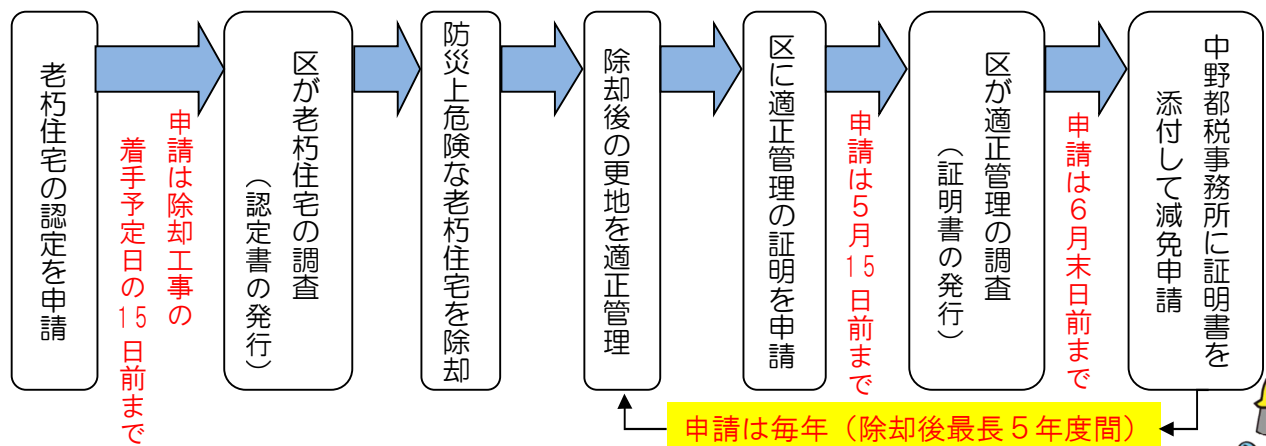 老朽住宅の認定を申請
申請は除却工事の
着手予定日の15日前まで
区が老朽住宅の調査
（認定書の発行）
防災上危険な老朽住宅を除却
除却後の更地を適正管理
区に適正管理の証明を申請
申請は5月15日前まで
区が適正管理の調査
（証明書の発行）
申請は6月末日前まで
中野都税事務所に証明書を
添付して減免申請
申請は毎年（除却後最長5年度間）